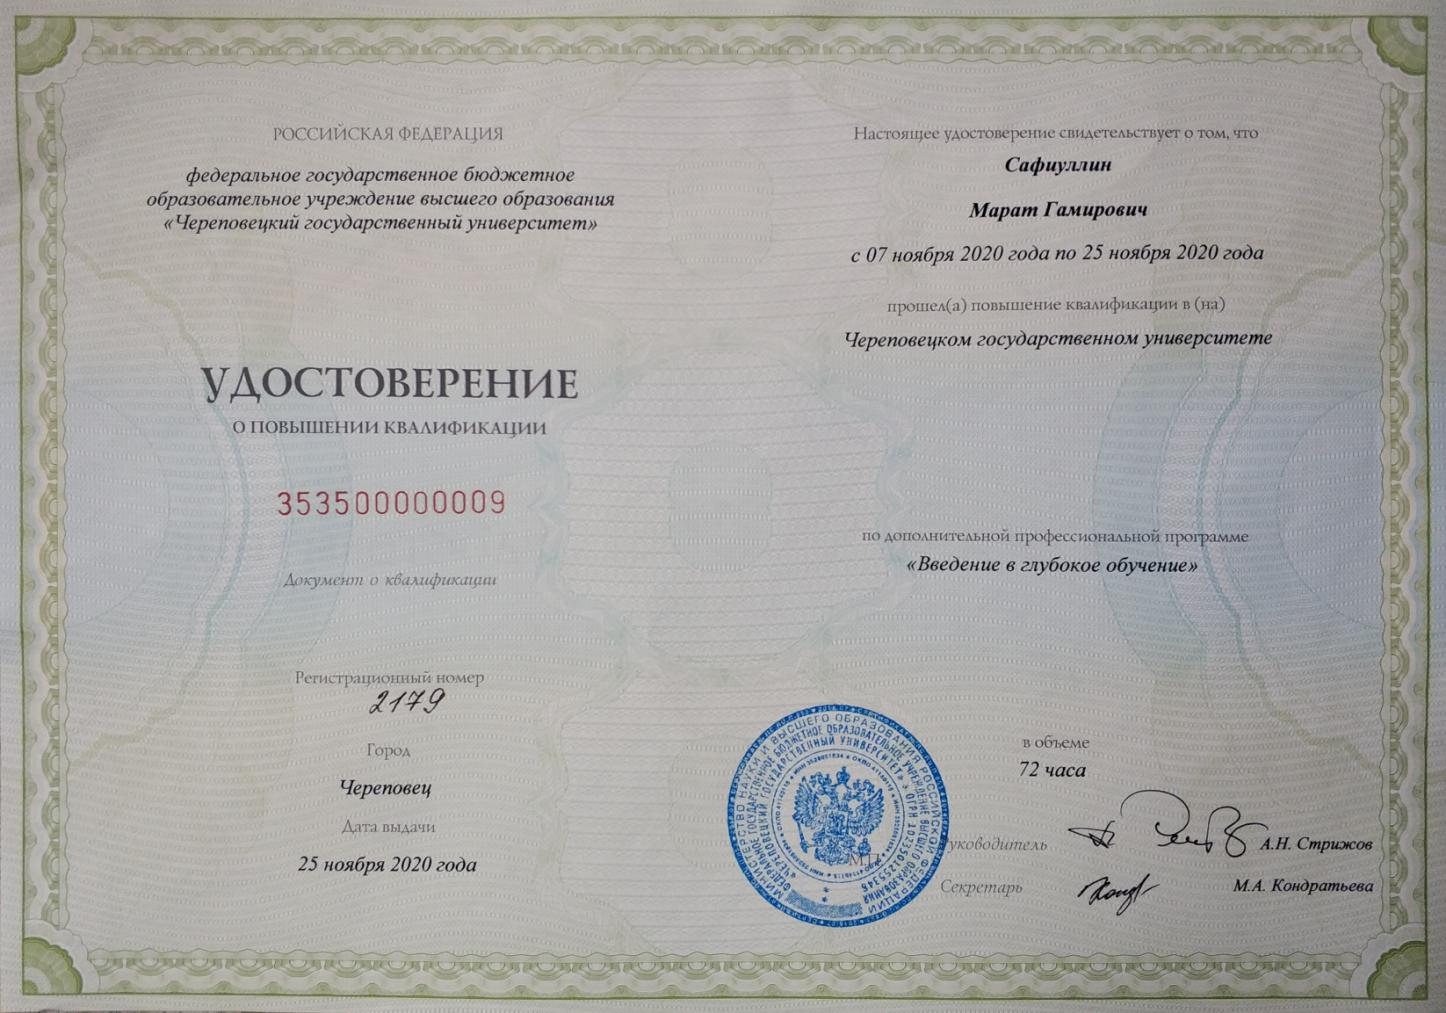 РОССИЙСКАЯ ФЕДЕРАЦИЯ
федеральное государственное бюджетное
образовательное учреждение высшего образования
«Череповецкий государственный университет»
УДОСТОВЕРЕНИЕ
О ПОВЫШЕНИИ КВАЛИФИКАЦИИ
353500000009
Документ о квалификации
Регистрационный номер
2179
Город
Череповец
Дата выдачи
25 ноября 2020 года
Настоящее удостоверение свидетельствует о том, что
Сафиуллин
Марат Гамирович
с 07 ноября 2020 года по 25 ноября 2020 года
прошел(а) повышение квалификации в (на)
Череповецком государственном университете
по дополнительной профессиональной программе
«Введение в глубокое обучение»
в объеме
72 часа
М.П.
Руководитель
А.Н. Стрижов
Секретарь
М.А. Кондратьева
МИНИСТЕРСТВО НАУКИ И ВЫСШЕГО ОБРАЗОВАНИЯ РОССИЙСКОЙ ФЕДЕРАЦИИ
ФЕДЕРАЛЬНОЕ ГОСУДАРСТВЕННОЕ БЮДЖЕТНОЕ ОБРАЗОВАТЕЛЬНОЕ УЧРЕЖДЕНИЕ ВЫСШЕГО ОБРАЗОВАНИЯ
«ЧЕРЕПОВЕЦКИЙ ГОСУДАРСТВЕННЫЙ УНИВЕРСИТЕТ» * ОГРН 1023501255346